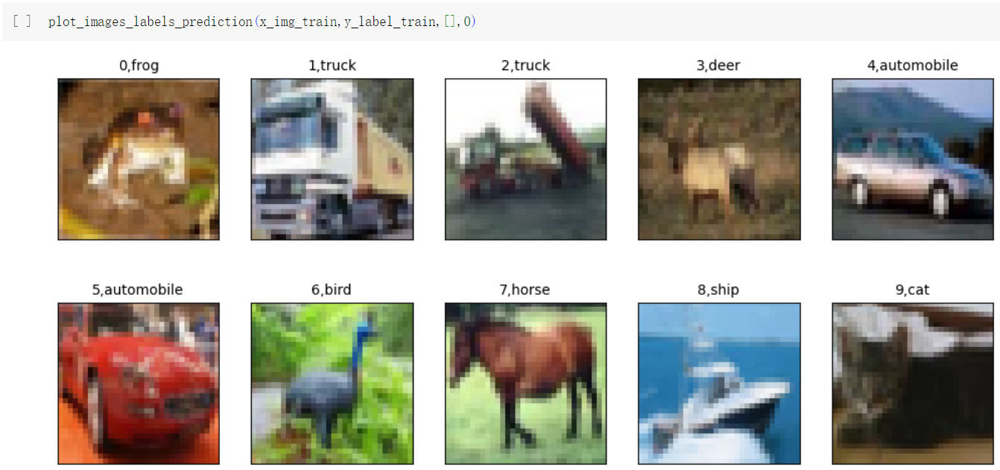 [ ] plot_images_labels_prediction(x_img_train,y_label_train,[],0)
0,frog 1,truck 2,truck 3,deer 4,automobile
5,automobile 6,bird 7,horse 8,ship 9,cat